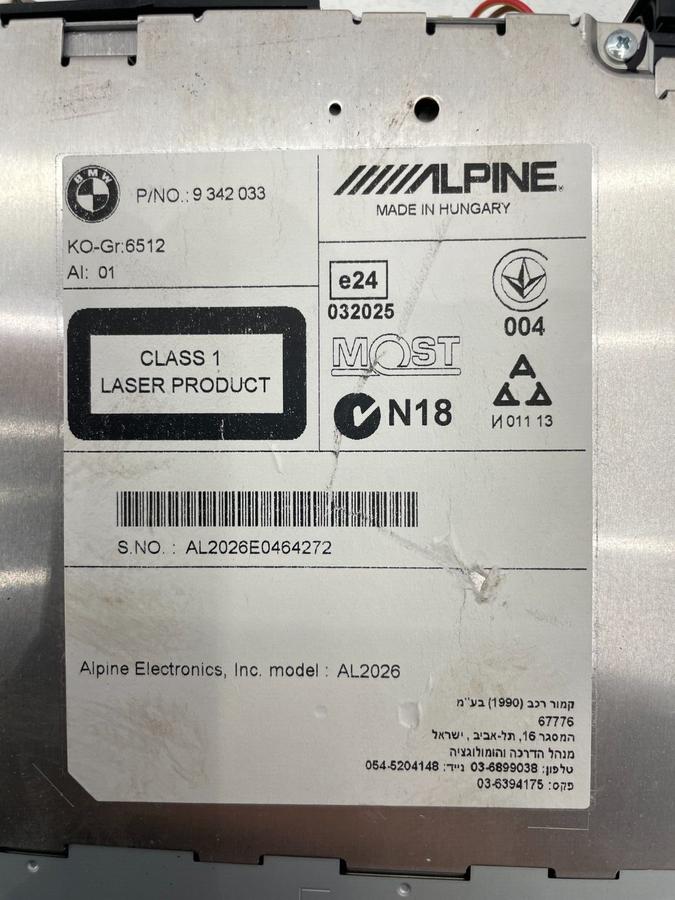 BMW
P/NO.: 9 342 033
KO-Gr:6512
AI: 01
ALPINE
MADE IN HUNGARY
CLASS 1
LASER PRODUCT
e24
032025
004
MOST
N18
И 011 13
S.NO. : AL2026E0464272
Alpine Electronics, Inc. model : AL2026
קמור רכב (1990) בע"מ
67776
המסגר 16, תל-אביב, ישראל
מנהל הדרכה והומולוגציה
טלפון: 03-6899038 נייד: 054-5204148
פקס: 03-6394175